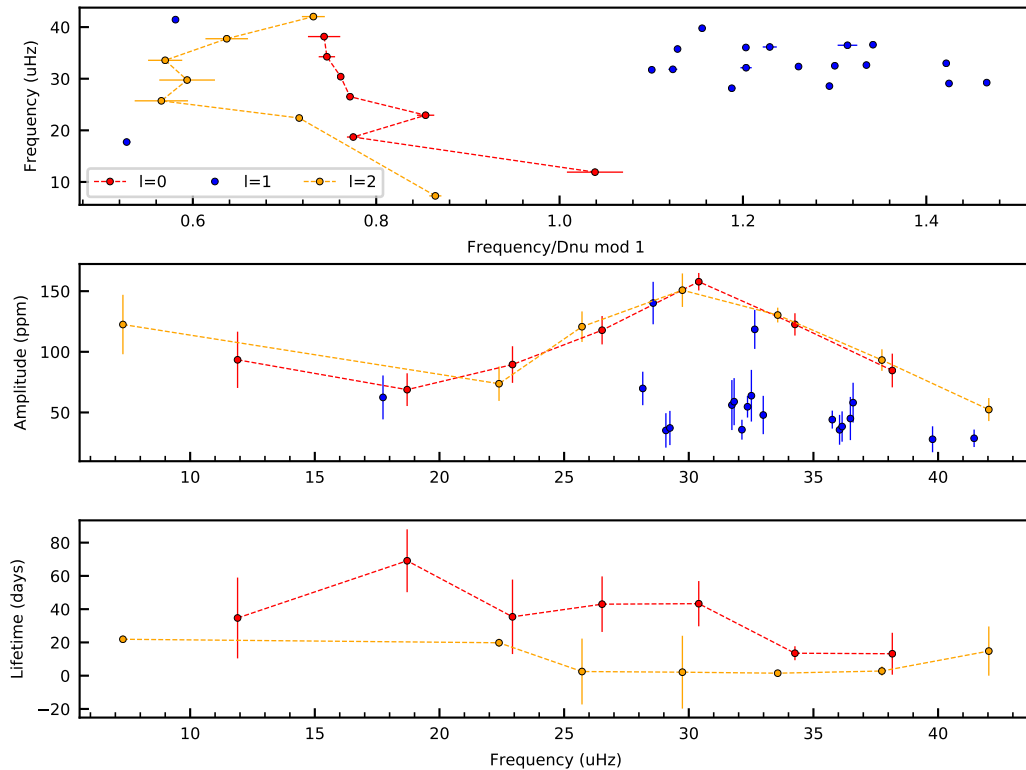 40
30
20
10
Frequency (uHz)
l=0 l=1 l=2
0.6 0.8 1.0 1.2 1.4
Frequency/Dnu mod 1
150
100
50
Amplitude (ppm)
10 15 20 25 30 35 40
80
60
40
20
0
−20
Lifetime (days)
10 15 20 25 30 35 40
Frequency (uHz)